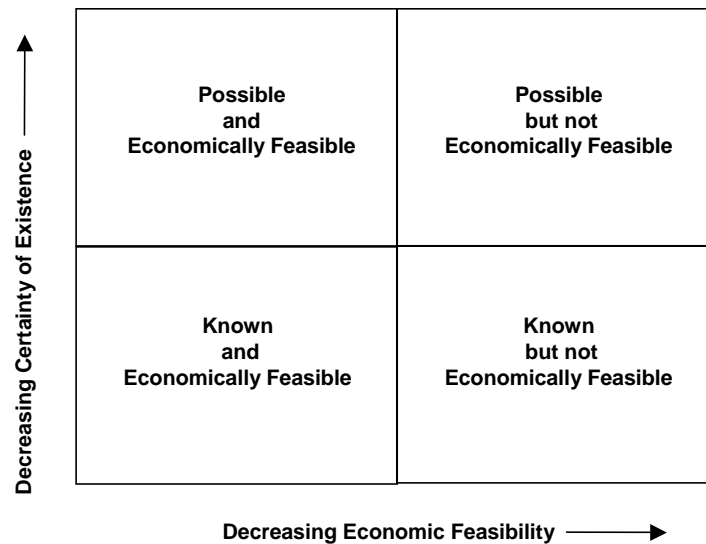 Decreasing Certainty of Existence
Possible
and
Economically Feasible
Possible
but not
Economically Feasible
Known
and
Economically Feasible
Known
but not
Economically Feasible
Decreasing Economic Feasibility